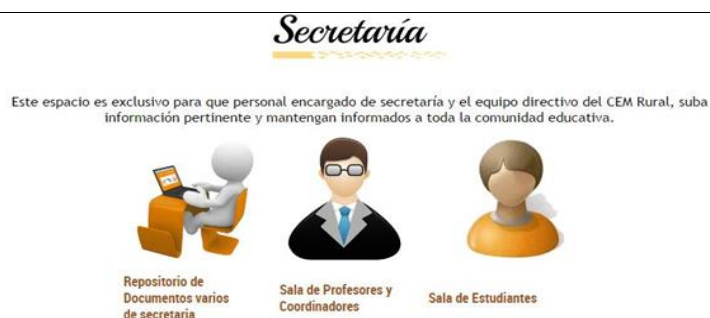 Secretaría
Este espacio es exclusivo para que personal encargado de secretaría y el equipo directivo del CEM Rural, suba
información pertinente y mantengan informados a toda la comunidad educativa.
Repositorio de
Documentos varios
de secretaria
Sala de Profesores y
Coordinadores
Sala de Estudiantes